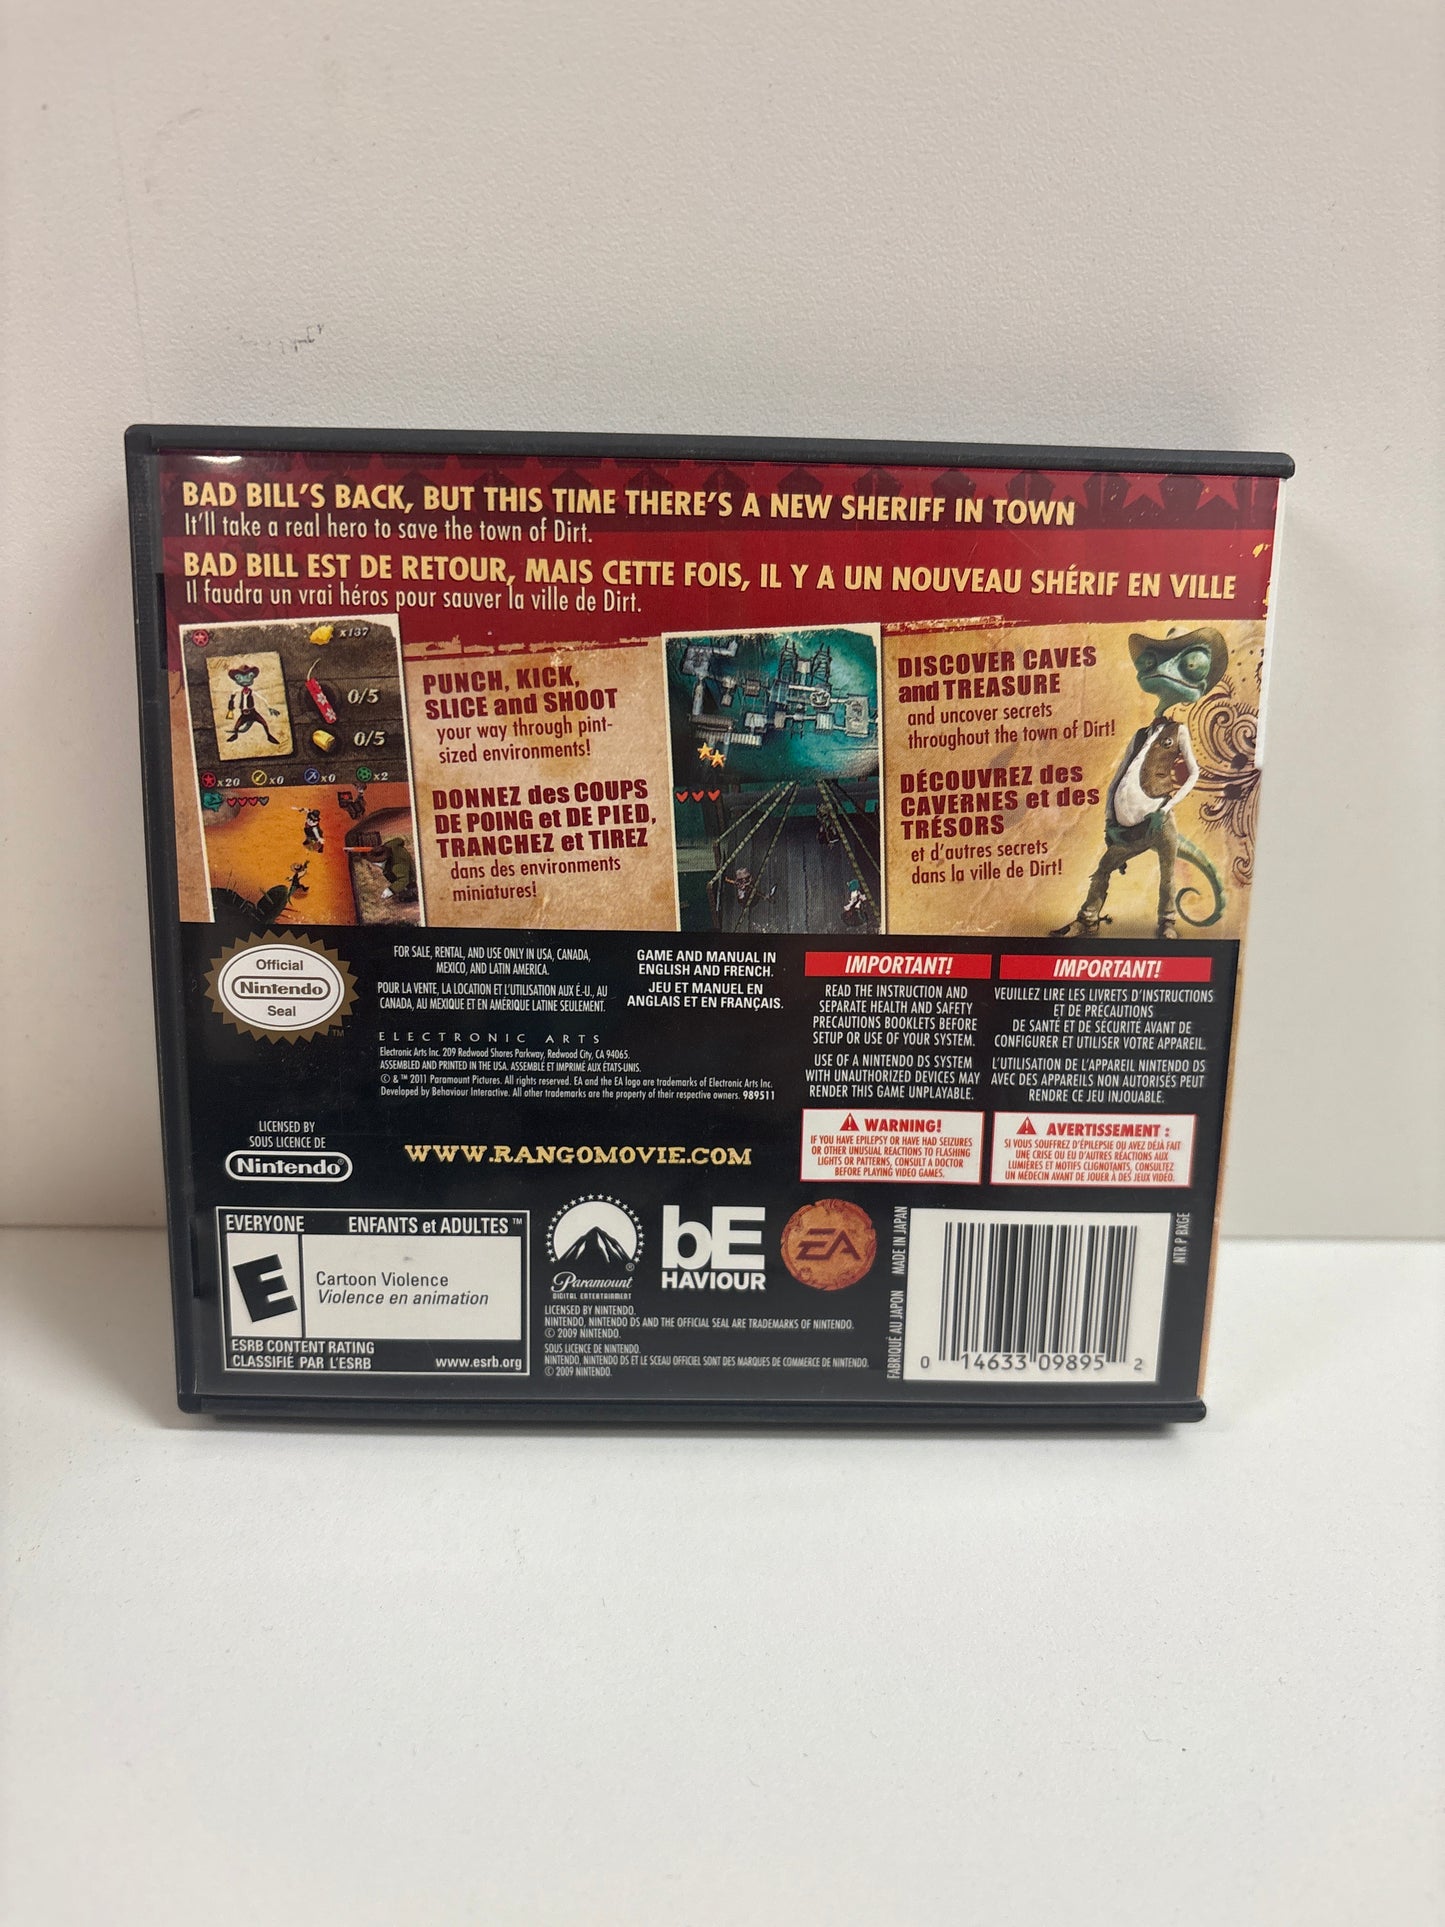 BAD BILL'S BACK, BUT THIS TIME THERE'S A NEW SHERIFF IN TOWN
It'll take a real hero to save the town of Dirt.
BAD BILL EST DE RETOUR, MAIS CETTE FOIS, IL Y A UN NOUVEAU SHÉRIF EN VILLE
Il faudra un vrai héros pour sauver la ville de Dirt.
x137
0/5
0/5
x20
x0
x0
x2
PUNCH, KICK,
SLICE and SHOOT
your way through pint-
sized environments!
DONNEZ des COUPS
DE POING et DE PIED,
TRANCHEZ et TIREZ
dans des environments
miniatures!
DISCOVER CAVES
and TREASURE
and uncover secrets
throughout the town of Dirt!
DÉCOUVREZ des
CAVERNES et des
TRÉSORS
et d'autres secrets
dans la ville de Dirt!
Official
Nintendo
Seal
TM
FOR SALE, RENTAL, AND USE ONLY IN USA, CANADA,
MEXICO, AND LATIN AMERICA.
POUR LA VENTE, LA LOCATION ET L'UTILISATION AUX É.-U., AU
CANADA, AU MEXIQUE ET EN AMÉRIQUE LATINE SEULEMENT.
GAME AND MANUAL IN
ENGLISH AND FRENCH.
JEU ET MANUEL EN
ANGLAIS ET EN FRANÇAIS.
ELECTRONIC ARTS
Electronic Arts Inc. 209 Redwood Shores Parkway, Redwood City, CA 94065.
ASSEMBLED AND PRINTED IN THE USA. ASSEMBLÉ ET IMPRIMÉ AUX ÉTATS-UNIS.
© & ™ 2011 Paramount Pictures. All rights reserved. EA and the EA logo are trademarks of Electronic Arts Inc.
Developed by Behaviour Interactive. All other trademarks are the property of their respective owners. 989511
IMPORTANT!
READ THE INSTRUCTION AND
SEPARATE HEALTH AND SAFETY
PRECAUTIONS BOOKLETS BEFORE
SETUP OR USE OF YOUR SYSTEM.
USE OF A NINTENDO DS SYSTEM
WITH UNAUTHORIZED DEVICES MAY
RENDER THIS GAME UNPLAYABLE.
IMPORTANT!
VEUILLEZ LIRE LES LIVRETS D'INSTRUCTIONS
ET DE PRÉCAUTIONS
DE SANTÉ ET DE SÉCURITÉ AVANT DE
CONFIGURER ET UTILISER VOTRE APPAREIL.
L'UTILISATION DE L'APPAREIL NINTENDO DS
AVEC DES APPAREILS NON AUTORISÉS PEUT
RENDRE CE JEU INJOUABLE.
WARNING!
IF YOU HAVE EPILEPSY OR HAVE HAD SEIZURES
OR OTHER UNUSUAL REACTIONS TO FLASHING
LIGHTS OR PATTERNS, CONSULT A DOCTOR
BEFORE PLAYING VIDEO GAMES.
AVERTISSEMENT :
SI VOUS SOUFFREZ D'ÉPILEPSIE OU AVEZ DÉJÀ FAIT
UNE CRISE OU EU D'AUTRES RÉACTIONS AUX
LUMIÈRES ET MOTIFS CLIGNOTANTS, CONSULTEZ
UN MÉDECIN AVANT DE JOUER À DES JEUX VIDÉO.
LICENSED BY
SOUS LICENCE DE
Nintendo
WWW.RANGOMOVIE.COM
EVERYONE ENFANTS et ADULTES™
E
Cartoon Violence
Violence en animation
ESRB CONTENT RATING
CLASSIFIÉ PAR L'ESRB www.esrb.org
Paramount
DIGITAL ENTERTAINMENT
bE
HAVIOUR
EA
LICENSED BY NINTENDO.
NINTENDO, NINTENDO DS AND THE OFFICIAL SEAL ARE TRADEMARKS OF NINTENDO.
© 2009 NINTENDO.
SOUS LICENCE DE NINTENDO.
NINTENDO, NINTENDO DS ET LE SCEAU OFFICIEL SONT DES MARQUES DE COMMERCE DE NINTENDO.
© 2009 NINTENDO.
FABRIQUÉ AU JAPON MADE IN JAPAN
0 14633 09895 2
NTR P BXGE